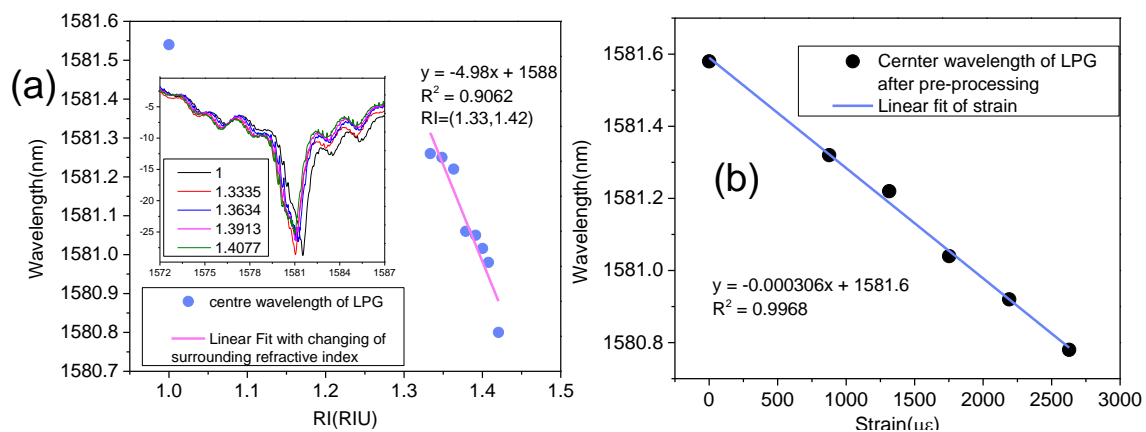 (a)
1581.6
1581.5
1581.4
1581.3
1581.2
1581.1
1581.0
1580.9
1580.8
1580.7
Wavelength(nm)
1.0
1.1
1.2
1.3
1.4
1.5
RI(RIU)
y = -4.98x + 1588
R² = 0.9062
RI=(1.33,1.42)
-5
-10
-15
-20
-25
1572
1575
1578
1581
1584
1587
1
1.3335
1.3634
1.3913
1.4077
centre wavelength of LPG
Linear Fit with changing of
surrounding refractive index
(b)
1581.6
1581.2
1581.0
1580.8
Wavelength(nm)
0
500
1000
1500
2000
2500
3000
Strain(με)
Cernter wavelength of LPG
after pre-processing
Linear fit of strain
y = -0.000306x + 1581.6
R² = 0.9968